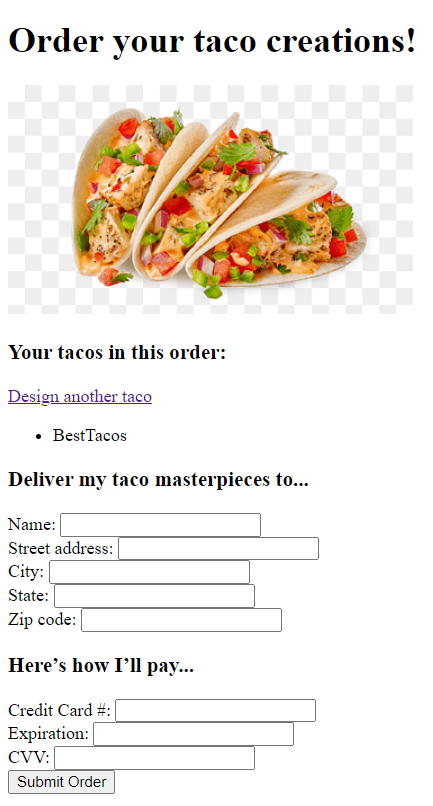 Order your taco creations!
Your tacos in this order:
Design another taco
BestTacos
Deliver my taco masterpieces to...
Name:
Street address:
City:
State:
Zip code:
Here’s how I’ll pay...
Credit Card #:
Expiration:
CVV:
Submit Order